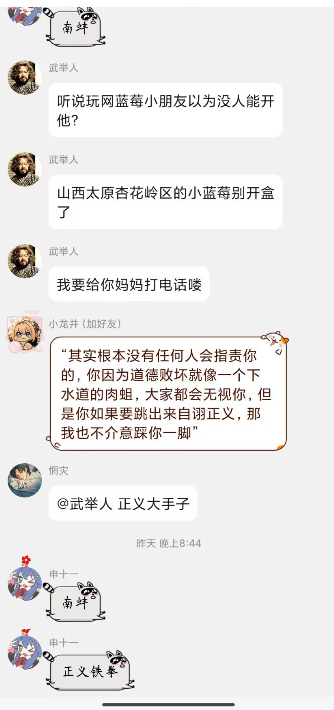 南蚌
武举人
听说玩网蓝莓小朋友以为没人能开
他?
武举人
山西太原杏花岭区的小蓝莓别开盒
了
武举人
我要给你妈妈打电话喽
小龙井（加好友）
“其实根本没有任何人会指责你
的，你因为道德败坏就像一个下
水道的肉蛆，大家都会无视你，但
是你如果要跳出来自诩正义，那
我也不介意踩你一脚”
惘灾
@武举人 正义大手子
昨天 晚上8:44
申十一
南蚌
申十一
正义铁拳